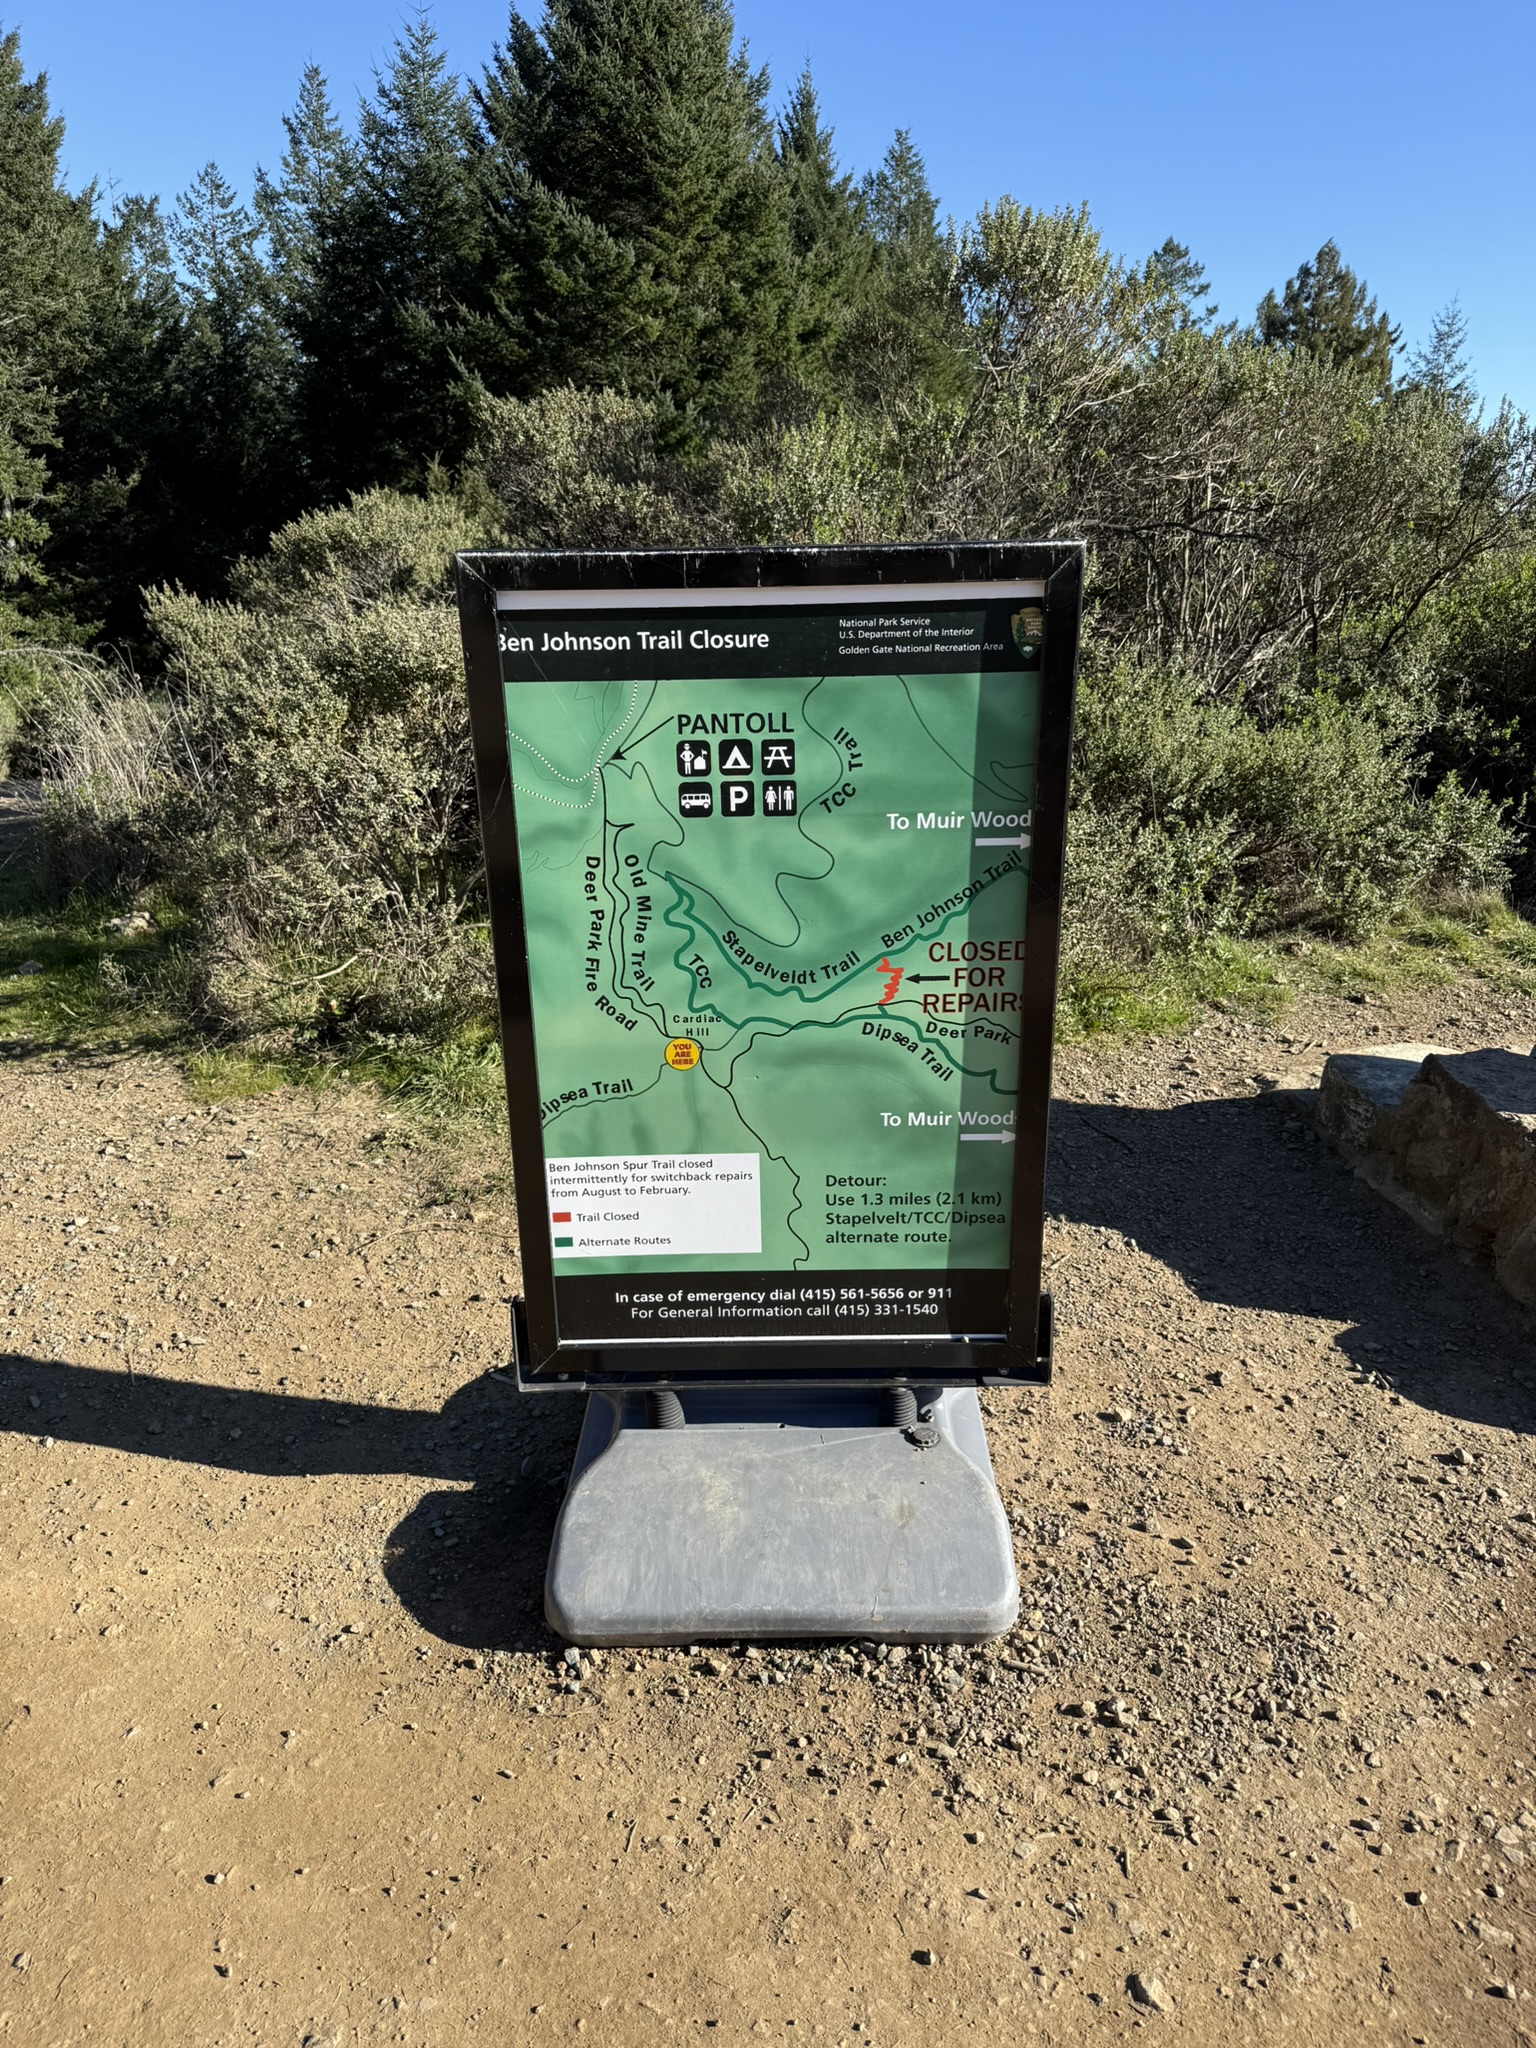 Ben Johnson Trail Closure
National Park Service
U.S. Department of the Interior
Golden Gate National Recreation Area
PANTOLL
P
TCC Trail
To Muir Wood
Deer Park Fire Road
Old Mine Trail
Ben Johnson Trail
Stapelveldt Trail
TCC
CLOSED
FOR
REPAIRS
Cardiac
Hill
YOU
ARE
HERE
Deer Park
Dipsea Trail
Dipsea Trail
To Muir Woods
Ben Johnson Spur Trail closed
intermittently for switchback repairs
from August to February.
Trail Closed
Alternate Routes
Detour:
Use 1.3 miles (2.1 km)
Stapelvelt/TCC/Dipsea
alternate route.
In case of emergency dial (415) 561-5656 or 911
For General Information call (415) 331-1540